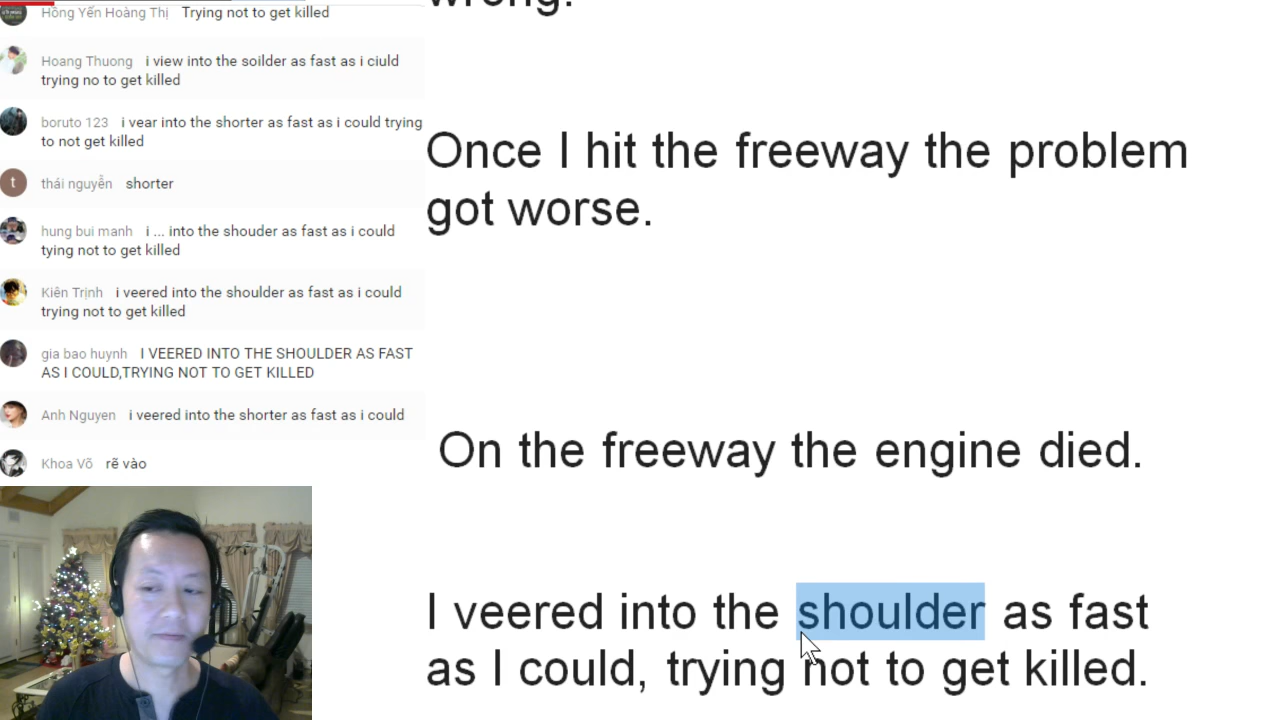 Hồng Yến Hoàng Thị Trying not to get killed
Hoang Thuong i view into the soilder as fast as i ciuld
trying no to get killed
boruto 123 i vear into the shorter as fast as i could trying
to not get killed
t thái nguyễn shorter
hung bui manh i ... into the shouder as fast as i could
tying not to get killed
Kiên Trịnh i veered into the shoulder as fast as i could
trying not to get killed
gia bao huynh I VEERED INTO THE SHOULDER AS FAST
AS I COULD,TRYING NOT TO GET KILLED
Anh Nguyen i veered into the shorter as fast as i could
Khoa Võ rẽ vào
wrong.
Once I hit the freeway the problem
got worse.
On the freeway the engine died.
I veered into the shoulder as fast
as I could, trying not to get killed.